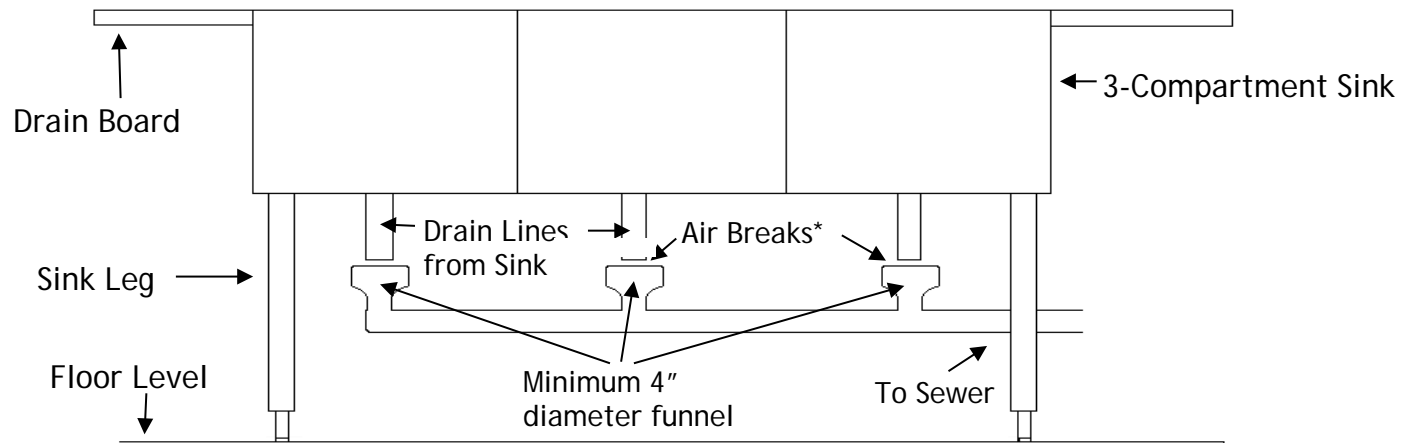 3-Compartment Sink
Drain Board
Drain Lines
from Sink
Air Breaks*
Sink Leg
Floor Level
Minimum 4"
diameter funnel
To Sewer